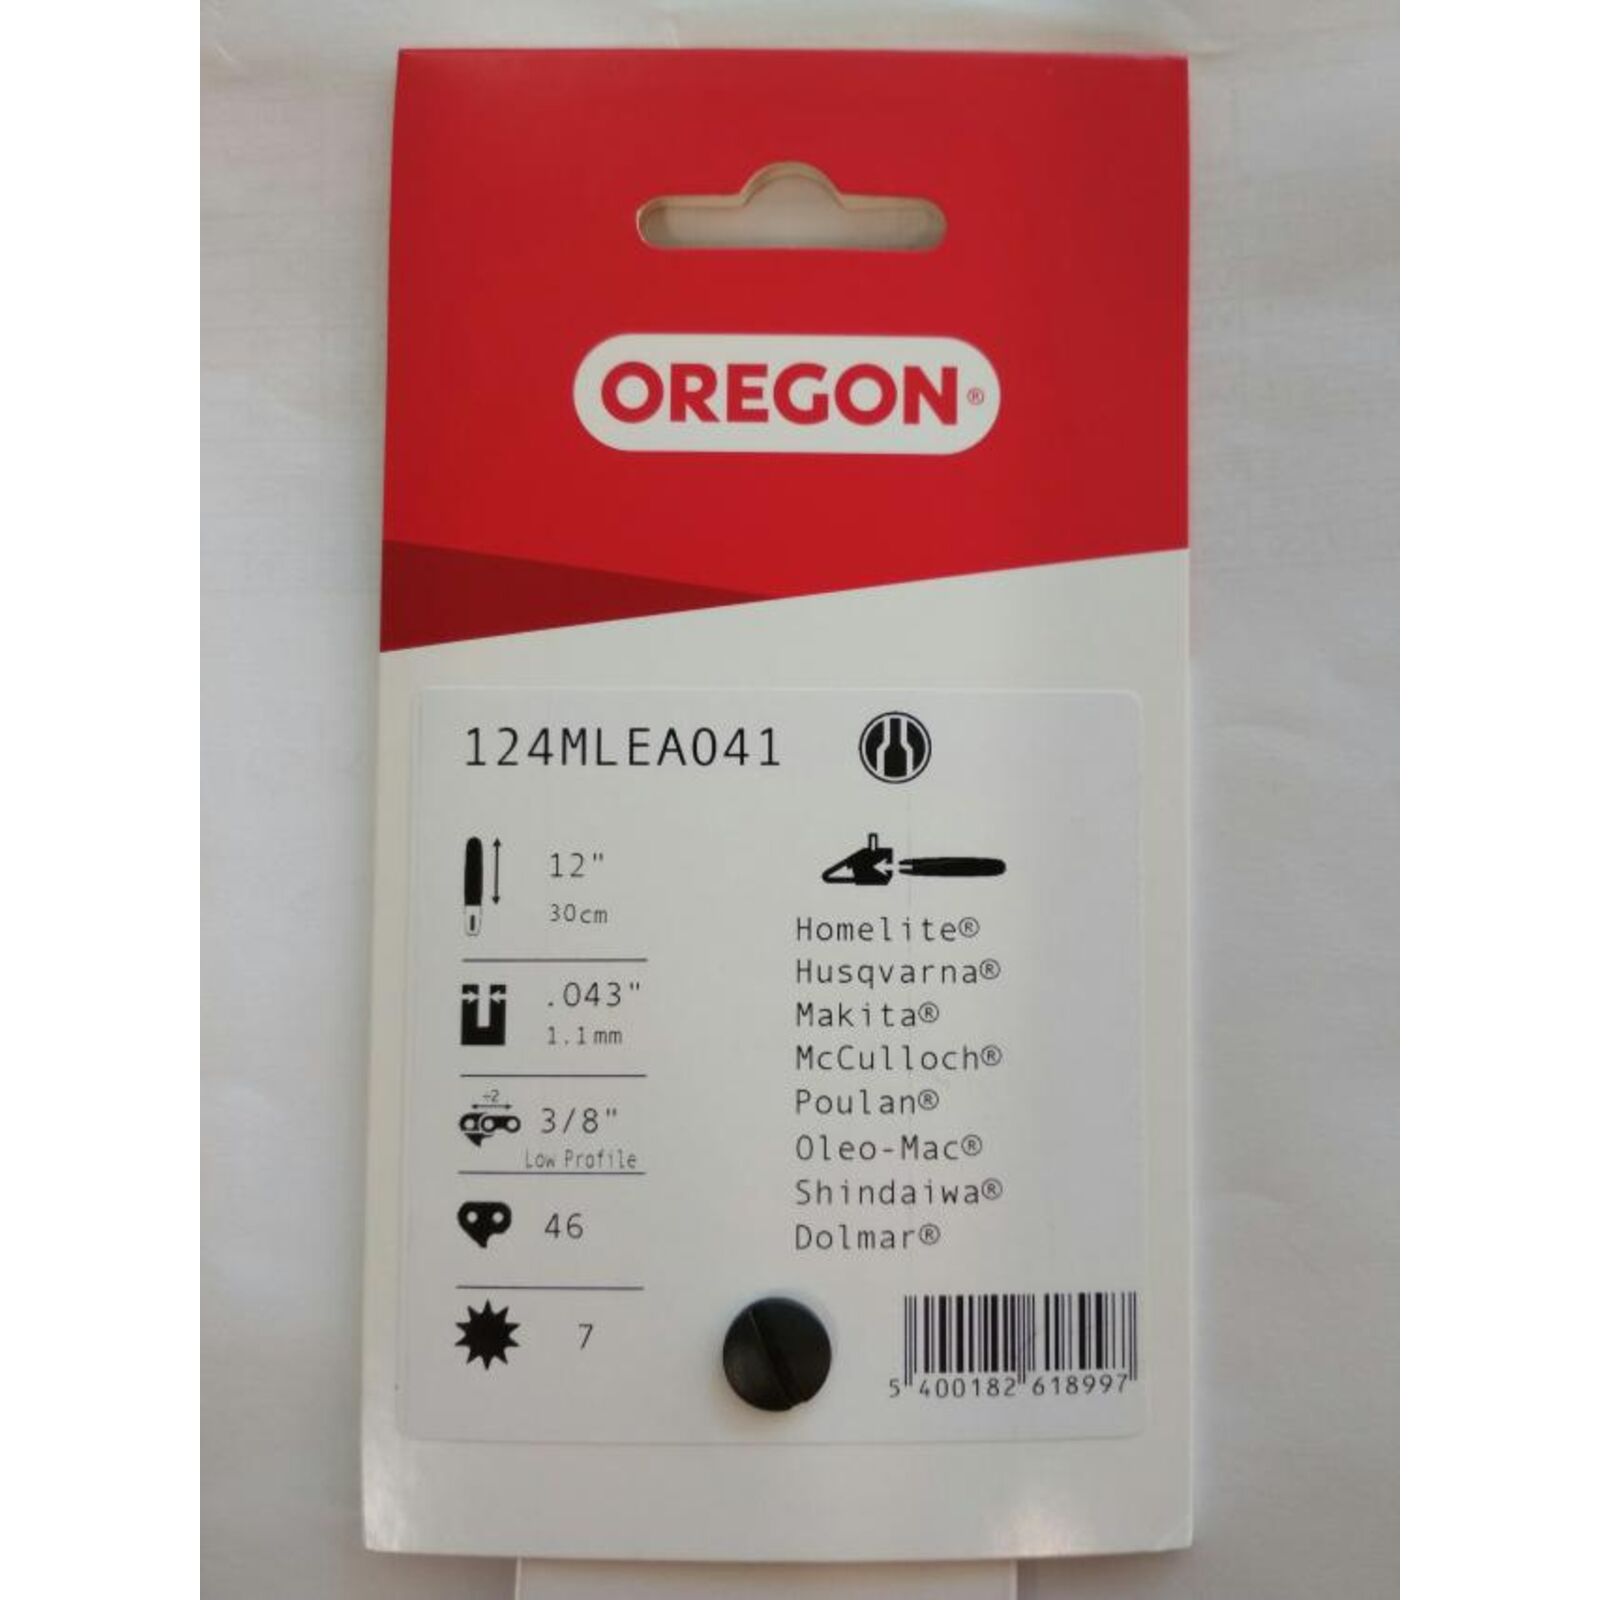 OREGON®
124MLEA041
12"
30cm
.043"
1.1mm
÷2
3/8"
Low Profile
46
7
Homelite®
Husqvarna®
Makita®
McCulloch®
Poulan®
Oleo-Mac®
Shindaiwa®
Dolmar®
5 400182 618997